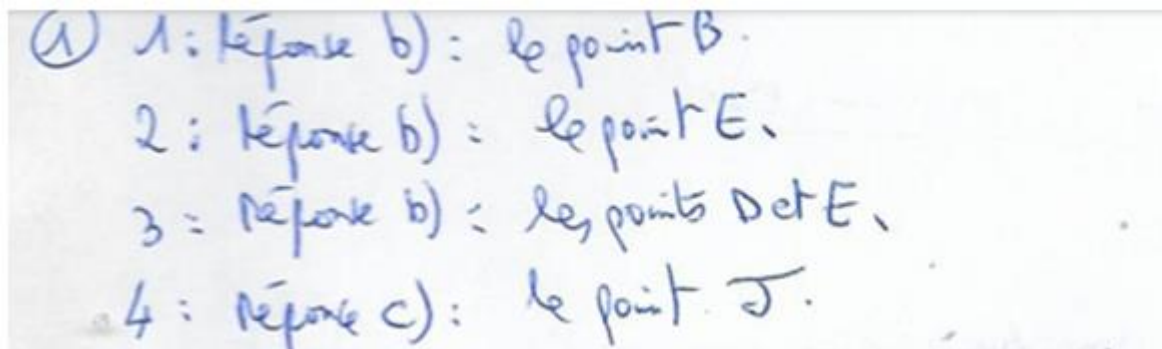 ① 1 : réponse b) : le point B.
2 : réponse b) : le point E.
3 : réponse b) : les points D et E.
4 : réponse c) : le point J.